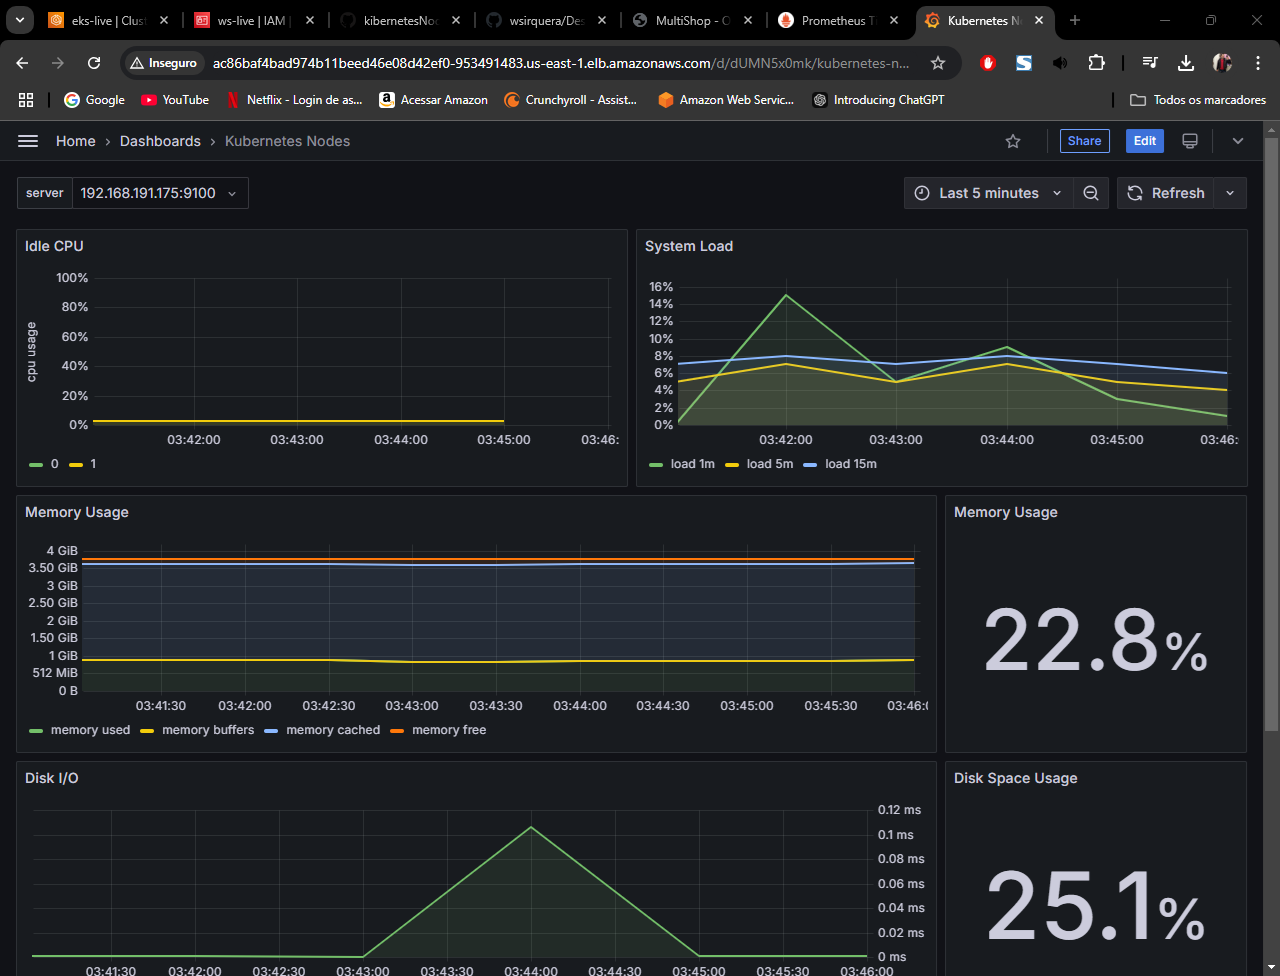 eks-live | Clust
ws-live | IAM |
kibernetesNo
wsirquera/Des
MultiShop - O
Prometheus Ti
Kubernetes N
Inseguro
ac86baf4bad974b11beed46e08d42ef0-953491483.us-east-1.elb.amazonaws.com/d/dUMN5x0mk/kubernetes-n...
Google
YouTube
Netflix - Login de as...
Acessar Amazon
Crunchyroll - Assist...
Amazon Web Servic...
Introducing ChatGPT
Todos os marcadores
Home › Dashboards › Kubernetes Nodes
Share
Edit
server 192.168.191.175:9100
Last 5 minutes
Refresh
Idle CPU
cpu usage
100%
80%
60%
40%
20%
0%
03:42:00 03:43:00 03:44:00 03:45:00 03:46:
0 1
System Load
16%
14%
12%
10%
8%
6%
4%
2%
0%
03:42:00 03:43:00 03:44:00 03:45:00 03:46:
load 1m load 5m load 15m
Memory Usage
4 GiB
3.50 GiB
3 GiB
2.50 GiB
2 GiB
1.50 GiB
1 GiB
512 MiB
0 B
03:41:30 03:42:00 03:42:30 03:43:00 03:43:30 03:44:00 03:44:30 03:45:00 03:45:30 03:46:0
memory used memory buffers memory cached memory free
Memory Usage
22.8%
Disk I/O
0.12 ms
0.1 ms
0.08 ms
0.06 ms
0.04 ms
0.02 ms
0 ms
03:41:30 03:42:00 03:42:30 03:43:00 03:43:30 03:44:00 03:44:30 03:45:00 03:45:30 03:46:00
Disk Space Usage
25.1%